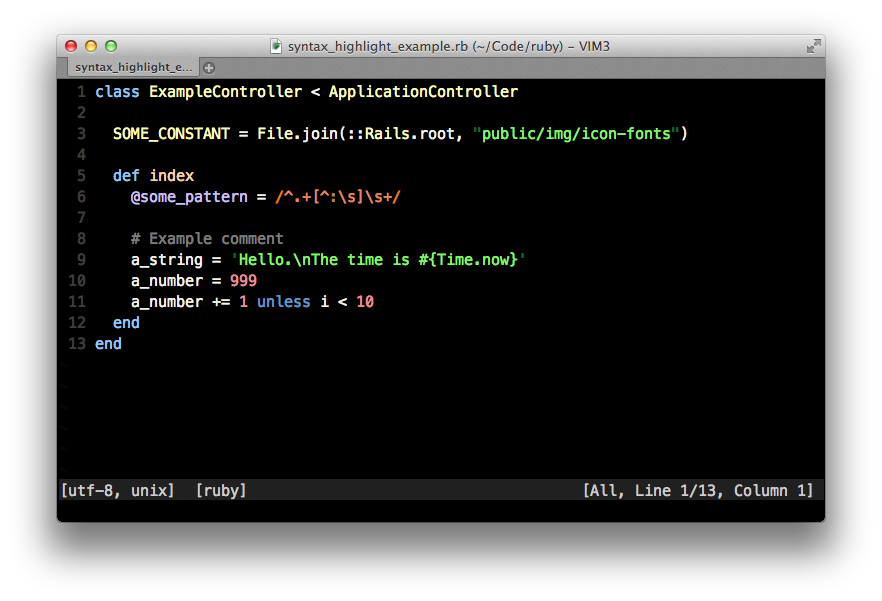 syntax_highlight_example.rb (~/Code/ruby) – VIM3
syntax_highlight_e...
1 class ExampleController < ApplicationController
2
3   SOME_CONSTANT = File.join(::Rails.root, "public/img/icon-fonts")
4
5   def index
6     @some_pattern = /^.+[^:\s]\s+/
7
8     # Example comment
9     a_string = 'Hello.\nThe time is #{Time.now}'
10     a_number = 999
11     a_number += 1 unless i < 10
12   end
13 end
~
~
~
~
~
~
[utf-8, unix]  [ruby] [All, Line 1/13, Column 1]